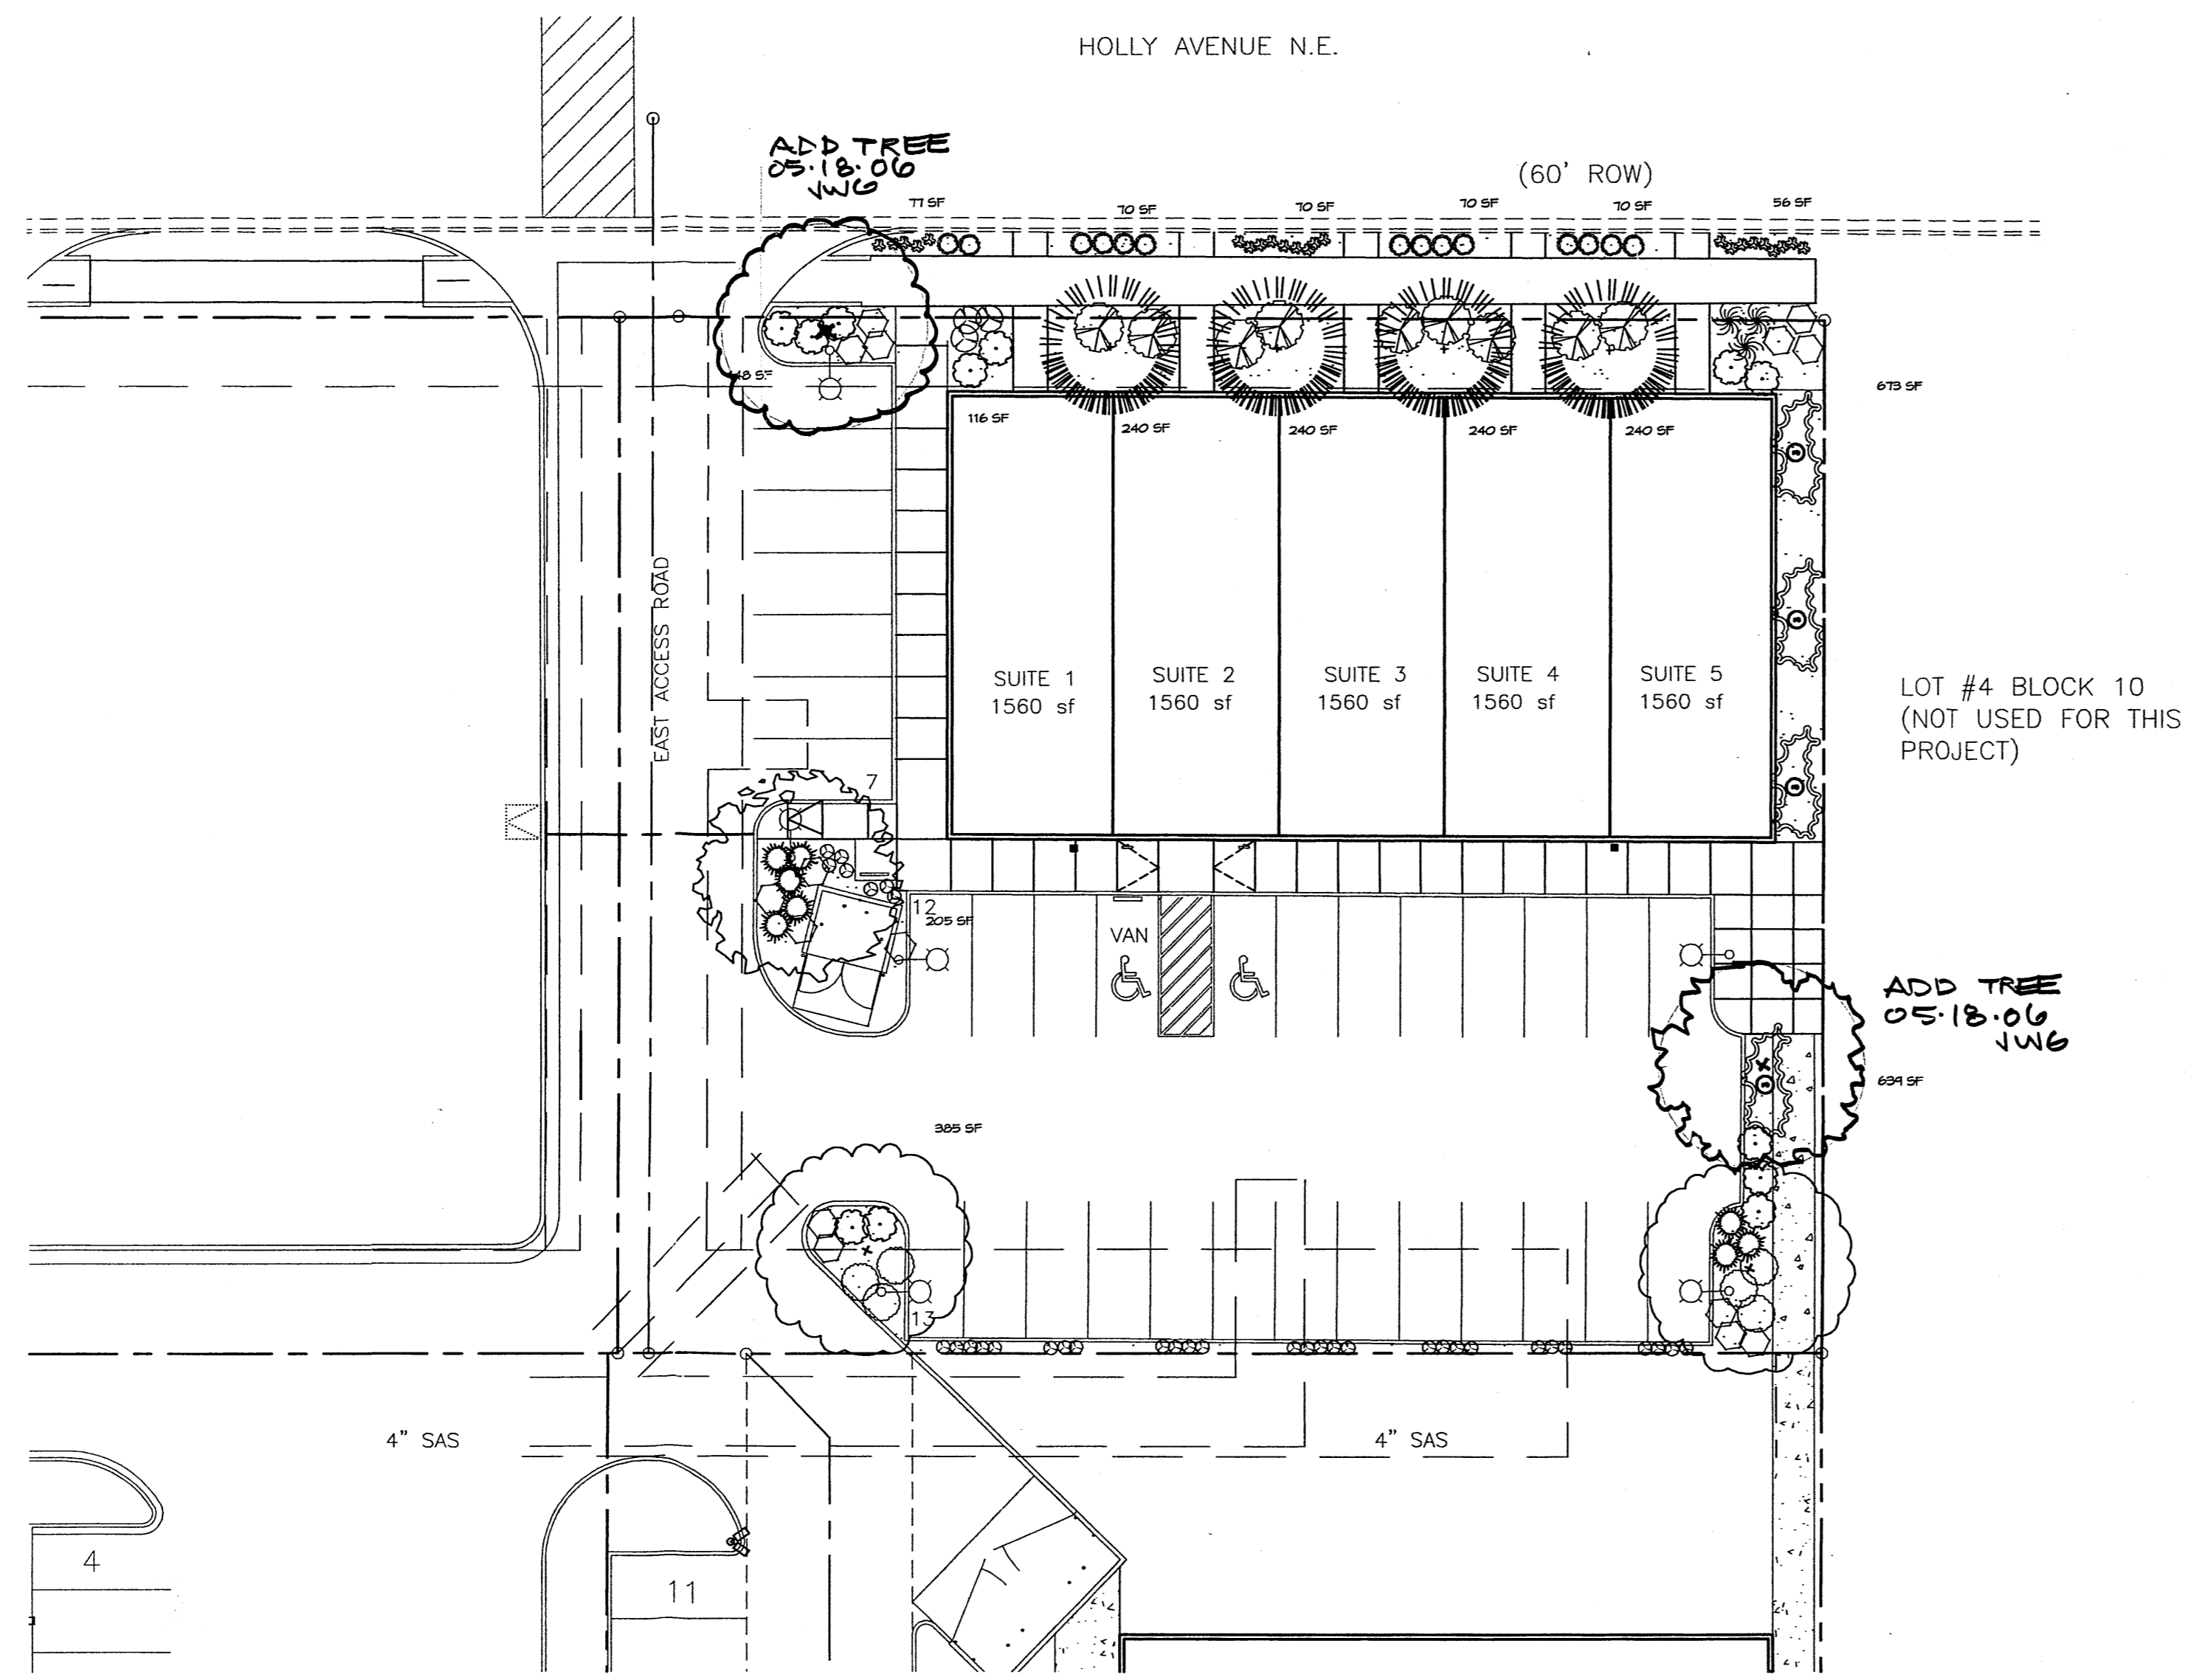 HOLLY AVENUE N.E.
ADD TREE
05.18.06
JWG
(60' ROW)
77 SF
70 SF
70 SF
70 SF
70 SF
56 SF
673 SF
116 SF
240 SF
240 SF
240 SF
240 SF
EAST ACCESS ROAD
SUITE 1
1560 sf
SUITE 2
1560 sf
SUITE 3
1560 sf
SUITE 4
1560 sf
SUITE 5
1560 sf
LOT #4 BLOCK 10
(NOT USED FOR THIS
PROJECT)
7
12
205 SF
VAN
ADD TREE
05.18.06
JWG
639 SF
385 SF
13
4" SAS
4" SAS
4
11